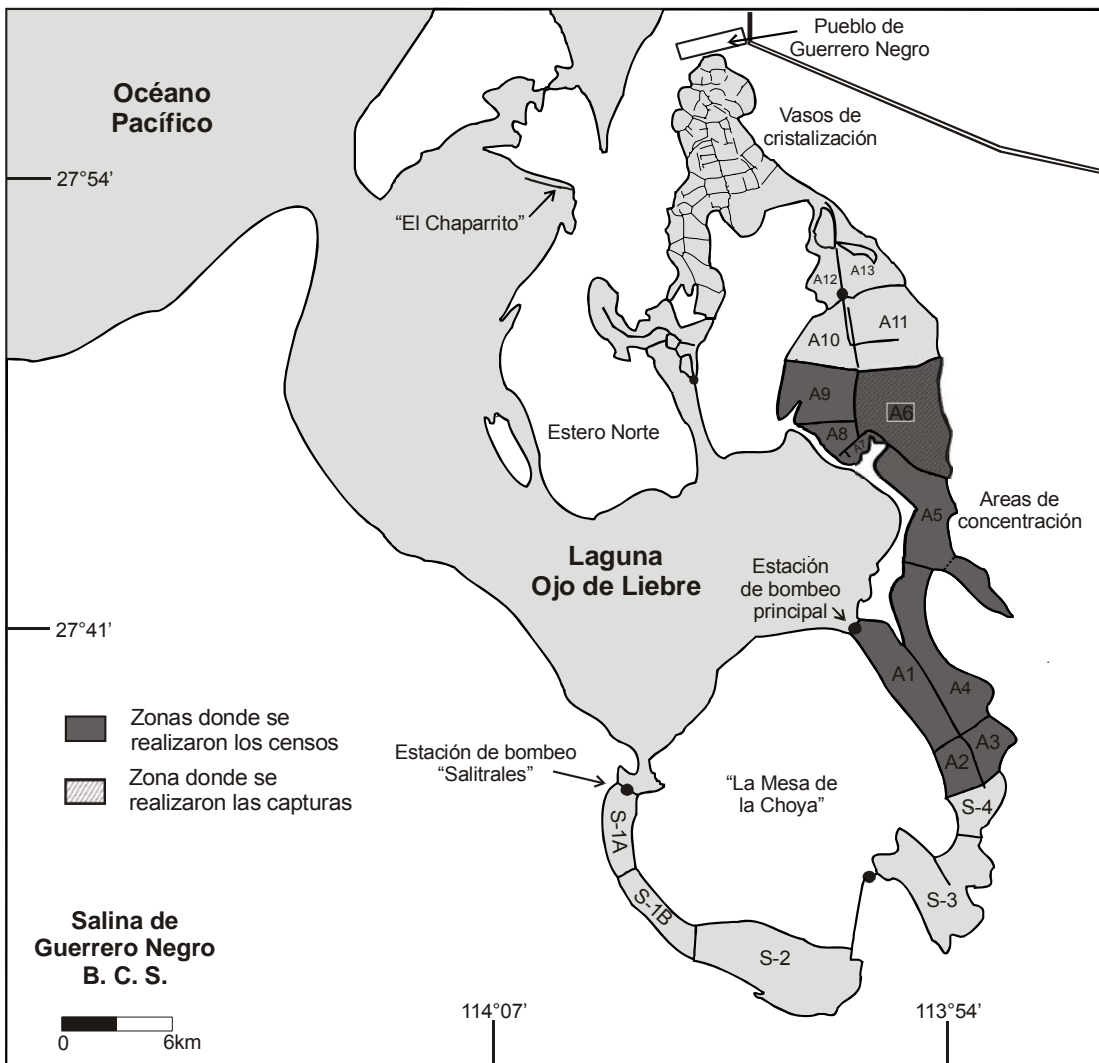 Pueblo de
Guerrero Negro
Océano
Pacífico
Vasos de
cristalización
27°54’
“El Chaparrito”
A12
A13
A10
A11
A9
A6
A8
A7
Estero Norte
A5
Areas de
concentración
Laguna
Ojo de Liebre
Estación
de bombeo
principal
27°41’
A1
A4
Zonas donde se
realizaron los censos
A3
A2
Zona donde se
realizaron las capturas
Estación de bombeo
“Salitrales”
“La Mesa de
la Choya”
S-4
S-1A
S-3
S-1B
S-2
Salina de
Guerrero Negro
B. C. S.
0
6km
114°07’
113°54’